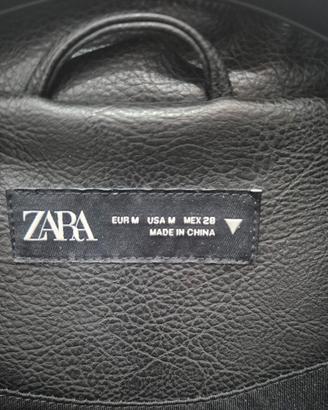 ZARA
EUR M USA M MEX 28
MADE IN CHINA